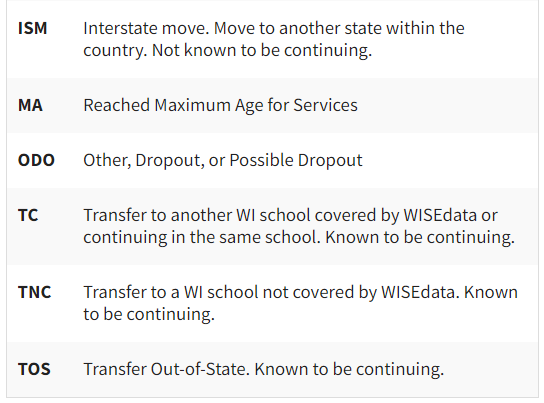 ISM Interstate move. Move to another state within the
country. Not known to be continuing.
MA Reached Maximum Age for Services
ODO Other, Dropout, or Possible Dropout
TC Transfer to another WI school covered by WISEdata or
continuing in the same school. Known to be continuing.
TNC Transfer to a WI school not covered by WISEdata. Known
to be continuing.
TOS Transfer Out-of-State. Known to be continuing.